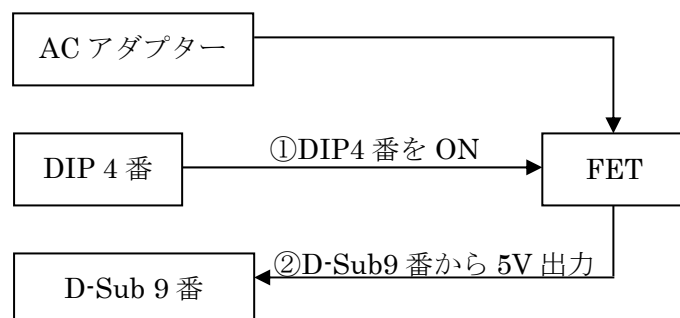 AC アダプター
①DIP4 番を ON
DIP 4 番
FET
②D-Sub9 番から 5V 出力
D-Sub 9 番